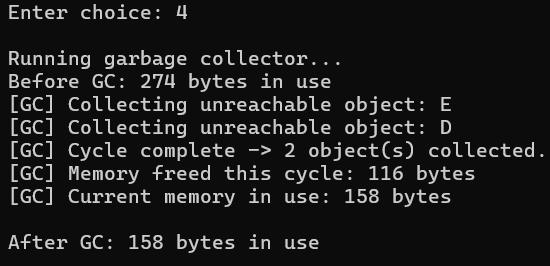 Enter choice: 4
Running garbage collector...
Before GC: 274 bytes in use
[GC] Collecting unreachable object: E
[GC] Collecting unreachable object: D
[GC] Cycle complete -> 2 object(s) collected.
[GC] Memory freed this cycle: 116 bytes
[GC] Current memory in use: 158 bytes
After GC: 158 bytes in use